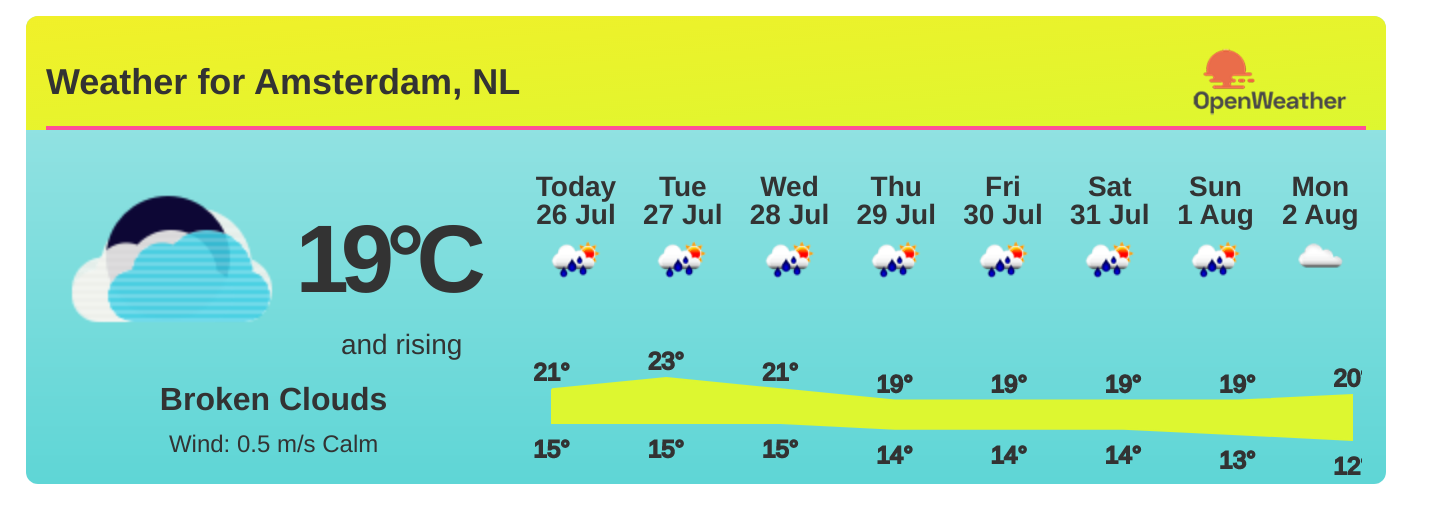 Weather for Amsterdam, NL
OpenWeather
19°C
and rising
Broken Clouds
Wind: 0.5 m/s Calm
Today Tue Wed Thu Fri Sat Sun Mon
26 Jul 27 Jul 28 Jul 29 Jul 30 Jul 31 Jul 1 Aug 2 Aug
21° 23° 21° 19° 19° 19° 19° 20°
15° 15° 15° 14° 14° 14° 13° 12°